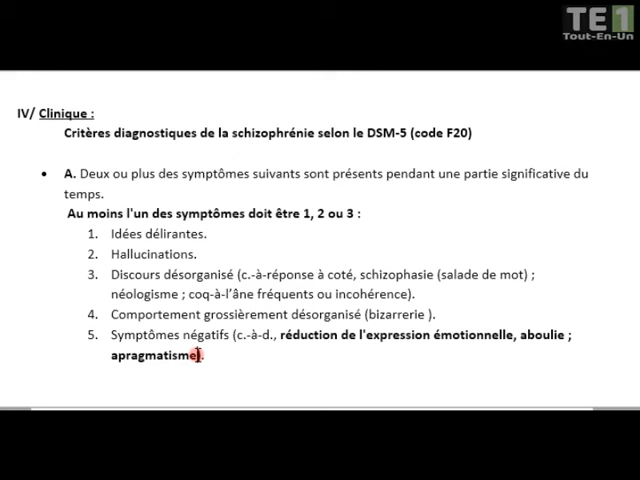 TE1
Tout-En-Un
IV/ Clinique :
Critères diagnostiques de la schizophrénie selon le DSM-5 (code F20)
• A. Deux ou plus des symptômes suivants sont présents pendant une partie significative du
temps.
Au moins l'un des symptômes doit être 1, 2 ou 3 :
1. Idées délirantes.
2. Hallucinations.
3. Discours désorganisé (c.-à-réponse à coté, schizophasie (salade de mot) ;
néologisme ; coq-à-l’âne fréquents ou incohérence).
4. Comportement grossièrement désorganisé (bizarrerie ).
5. Symptômes négatifs (c.-à-d., réduction de l'expression émotionnelle, aboulie ;
apragmatisme).